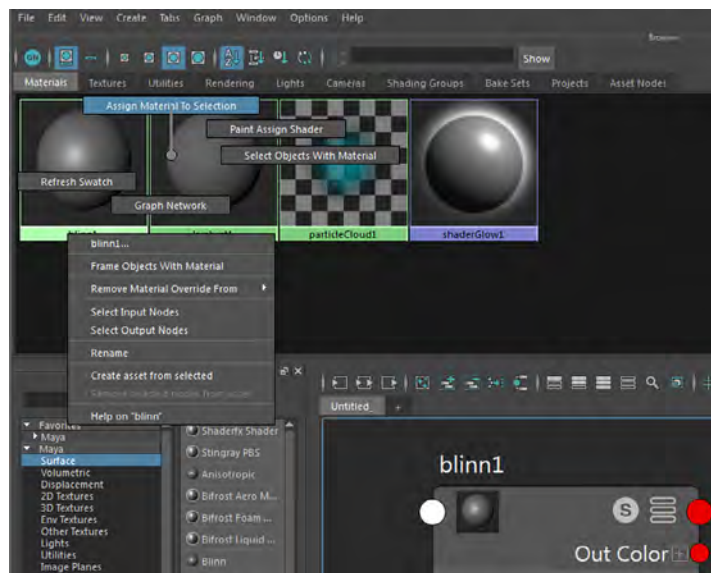 File Edit View Create Tabs Graph Window Options Help
Browser
ON
Show
Materials Textures Utilities Rendering Lights Cameras Shading Groups Bake Sets Projects Asset Nodes
Assign Material To Selection
Paint Assign Shader
Select Objects With Material
Refresh Swatch
Graph Network
blinn1 particleCloud1 shaderGlow1
blinn1...
Frame Objects With Material
Remove Material Override From
Select Input Nodes
Select Output Nodes
Rename
Create asset from selected
Help on "blinn"
Favorites
Maya
Maya
Surface
Volumetric
Displacement
2D Textures
3D Textures
Env Textures
Other Textures
Lights
Utilities
Image Planes
Shaderfx Shader
Stingray PBS
Anisotropic
Bifrost Aero M...
Bifrost Foam ...
Bifrost Liquid ...
Blinn
Untitled_ +
blinn1
S
Out Color